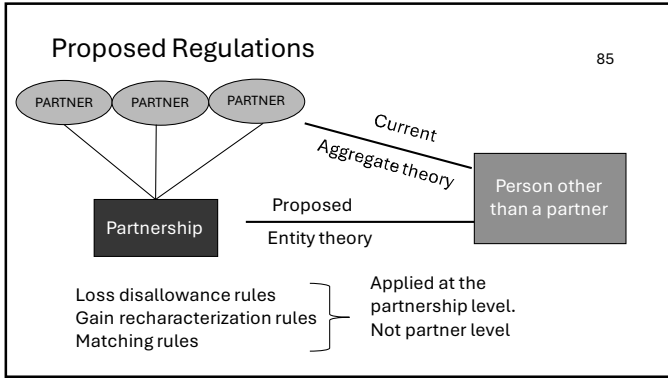 Proposed Regulations
85
PARTNER
PARTNER
PARTNER
Current
Aggregate theory
Person other
than a partner
Partnership
Proposed
Entity theory
Loss disallowance rules
Gain recharacterization rules
Matching rules
Applied at the
partnership level.
Not partner level